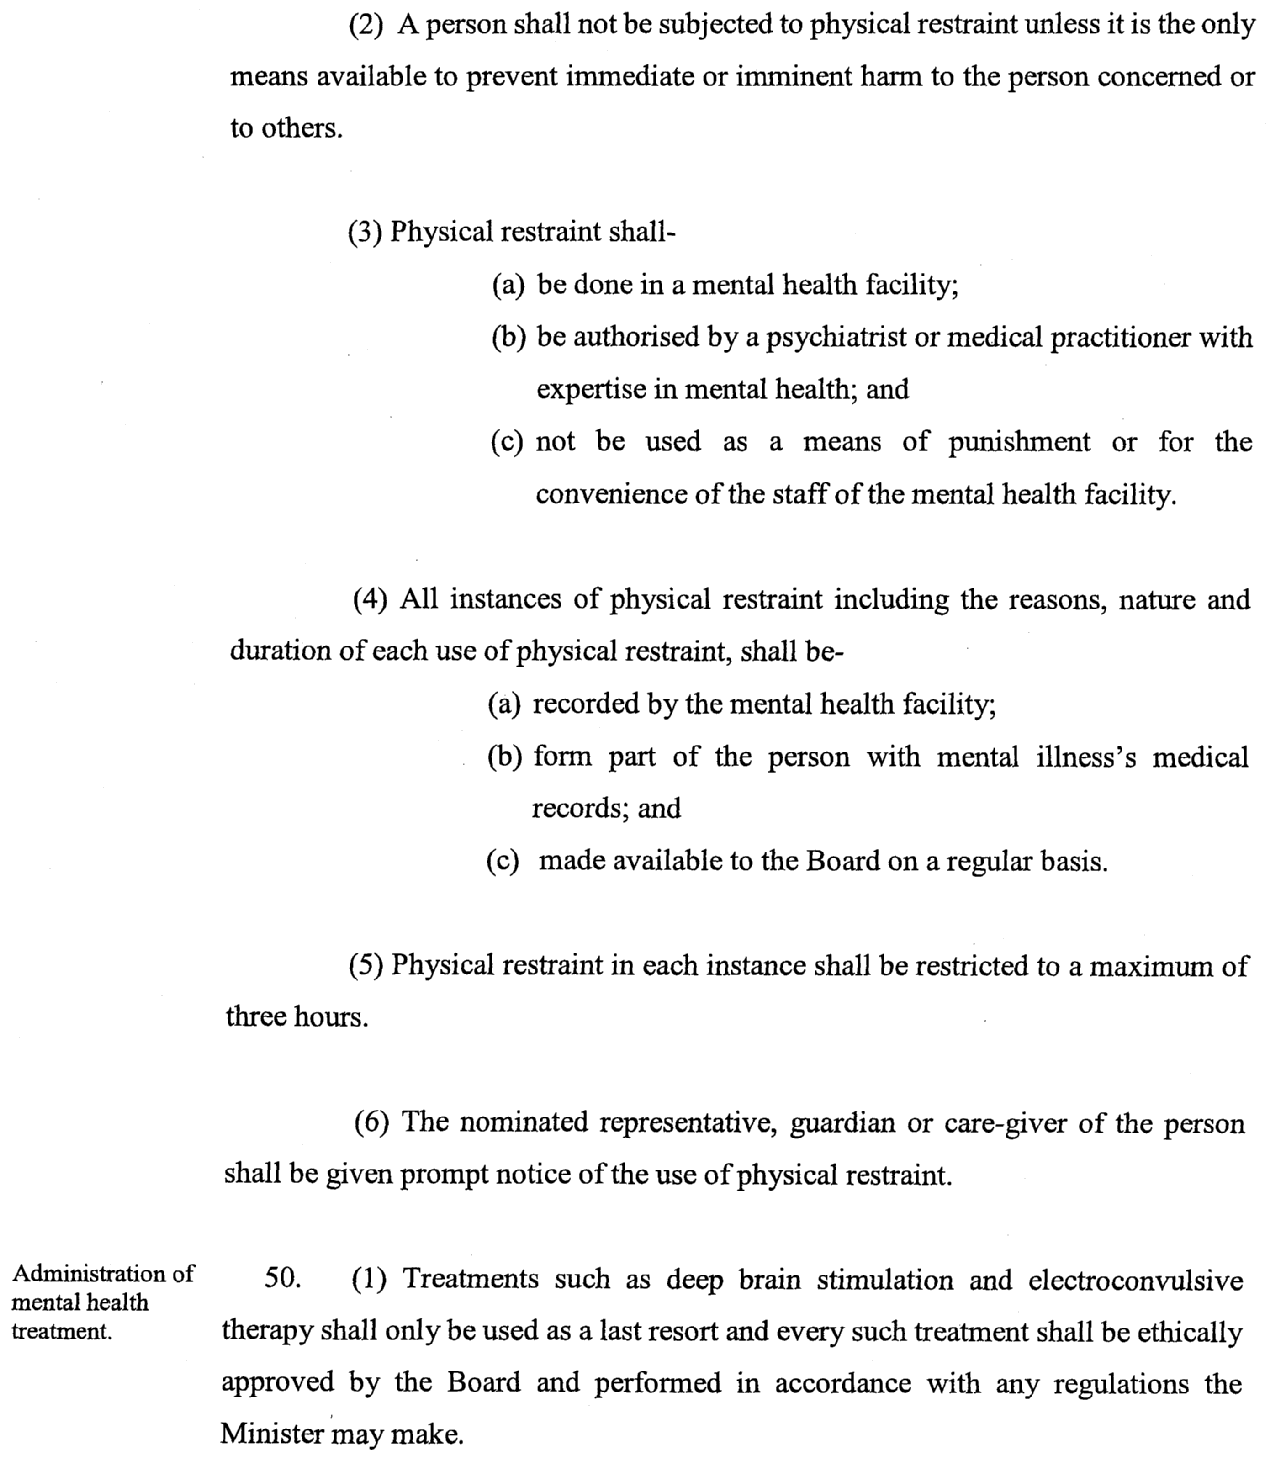 (2) A person shall not be subjected to physical restraint unless it is the only
means available to prevent immediate or imminent harm to the person concerned or
to others.
(3) Physical restraint shall-
(a) be done in a mental health facility;
(b) be authorised by a psychiatrist or medical practitioner with
expertise in mental health; and
(c) not be used as a means of punishment or for the
convenience of the staff of the mental health facility.
(4) All instances of physical restraint including the reasons, nature and
duration of each use of physical restraint, shall be-
(a) recorded by the mental health facility;
(b) form part of the person with mental illness's medical
records; and
(c) made available to the Board on a regular basis.
(5) Physical restraint in each instance shall be restricted to a maximum of
three hours.
(6) The nominated representative, guardian or care-giver of the person
shall be given prompt notice of the use of physical restraint.
Administration of
mental health
treatment.
50. (1) Treatments such as deep brain stimulation and electroconvulsive
therapy shall only be used as a last resort and every such treatment shall be ethically
approved by the Board and performed in accordance with any regulations the
Minister may make.